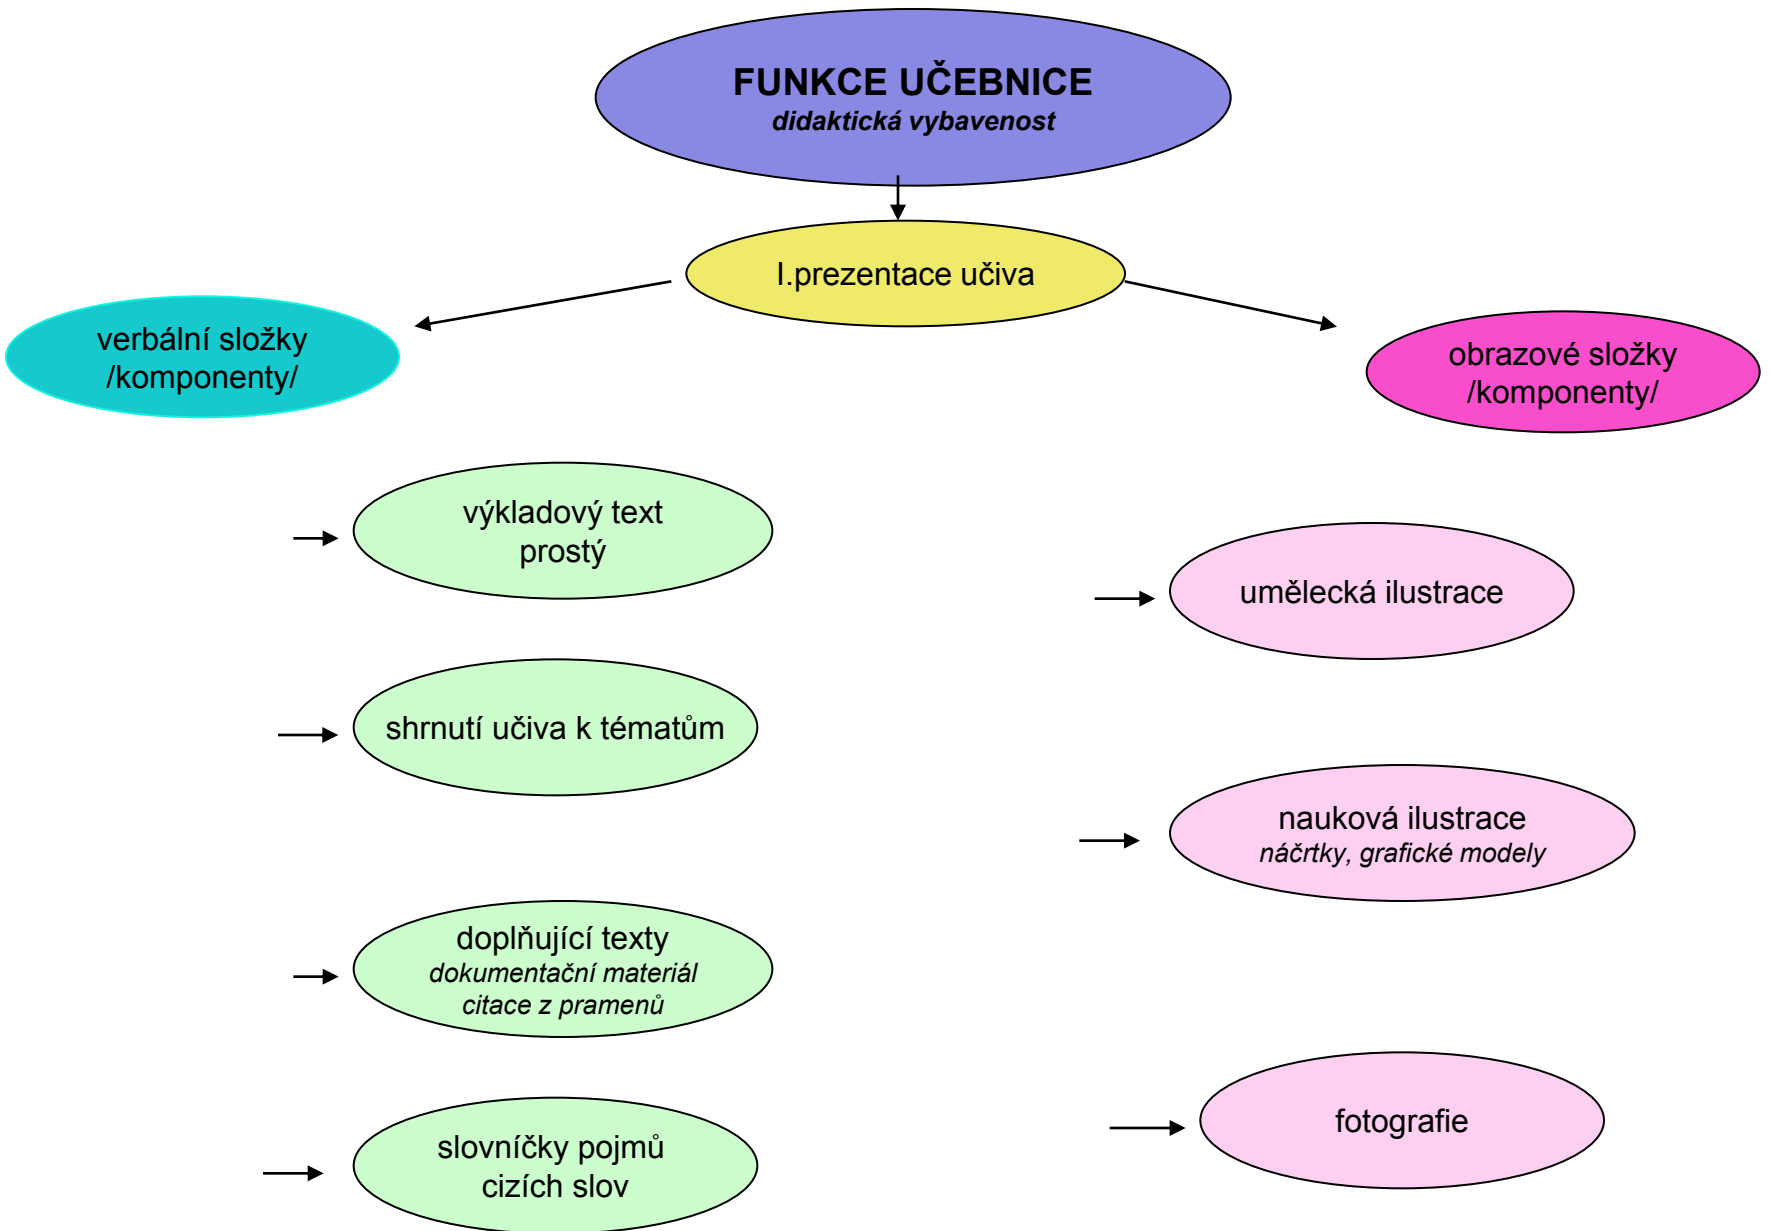 FUNKCE UČEBNICE
didaktická vybavenost
I.prezentace učiva
verbální složky
/komponenty/
obrazové složky
/komponenty/
výkladový text
prostý
shrnutí učiva k tématům
doplňující texty
dokumentační materiál
citace z pramenů
slovníčky pojmů
cizích slov
umělecká ilustrace
nauková ilustrace
náčrtky, grafické modely
fotografie